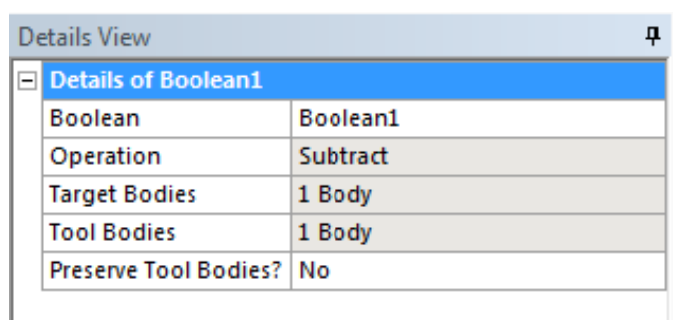 Details View
Details of Boolean1
Boolean Boolean1
Operation Subtract
Target Bodies 1 Body
Tool Bodies 1 Body
Preserve Tool Bodies? No